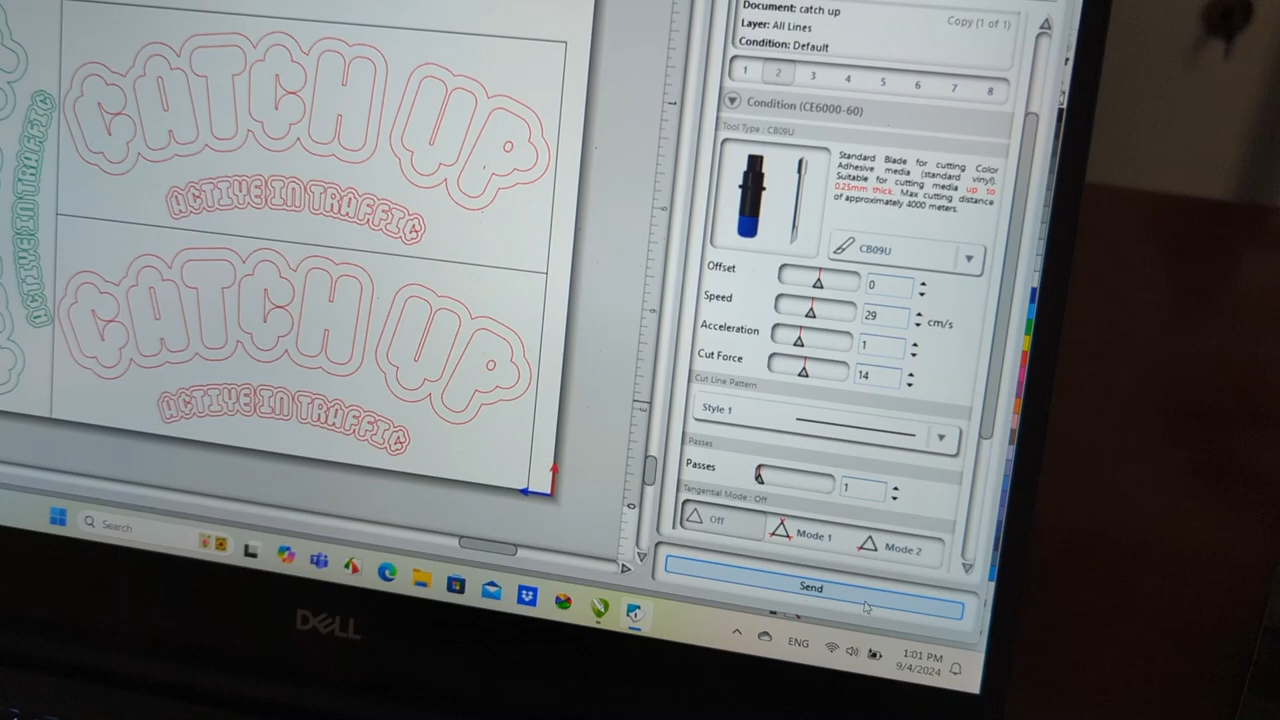 Document: catch up
Copy (1 of 1)
Layer: All Lines
Condition: Default
1 2 3 4 5 6 7 8
Condition (CE6000-60)
Tool Type : CB09U
Standard Blade for cutting Color
Adhesive media (standard vinyl).
Suitable for cutting media up to
0.25mm thick. Max cutting distance
of approximately 4000 meters.
CB09U
Offset
0
Speed
29
cm/s
Acceleration
1
Cut Force
14
Cut Line Pattern
Style 1
Passes
Passes
1
Tangential Mode : Off
Off
Mode 1
Mode 2
Send
CATCH UP
ACTIVE IN TRAFFIC
CATCH UP
ACTIVE IN TRAFFIC
ACTIVE IN TRAFFIC
Search
ENG
1:01 PM
9/4/2024
DELL